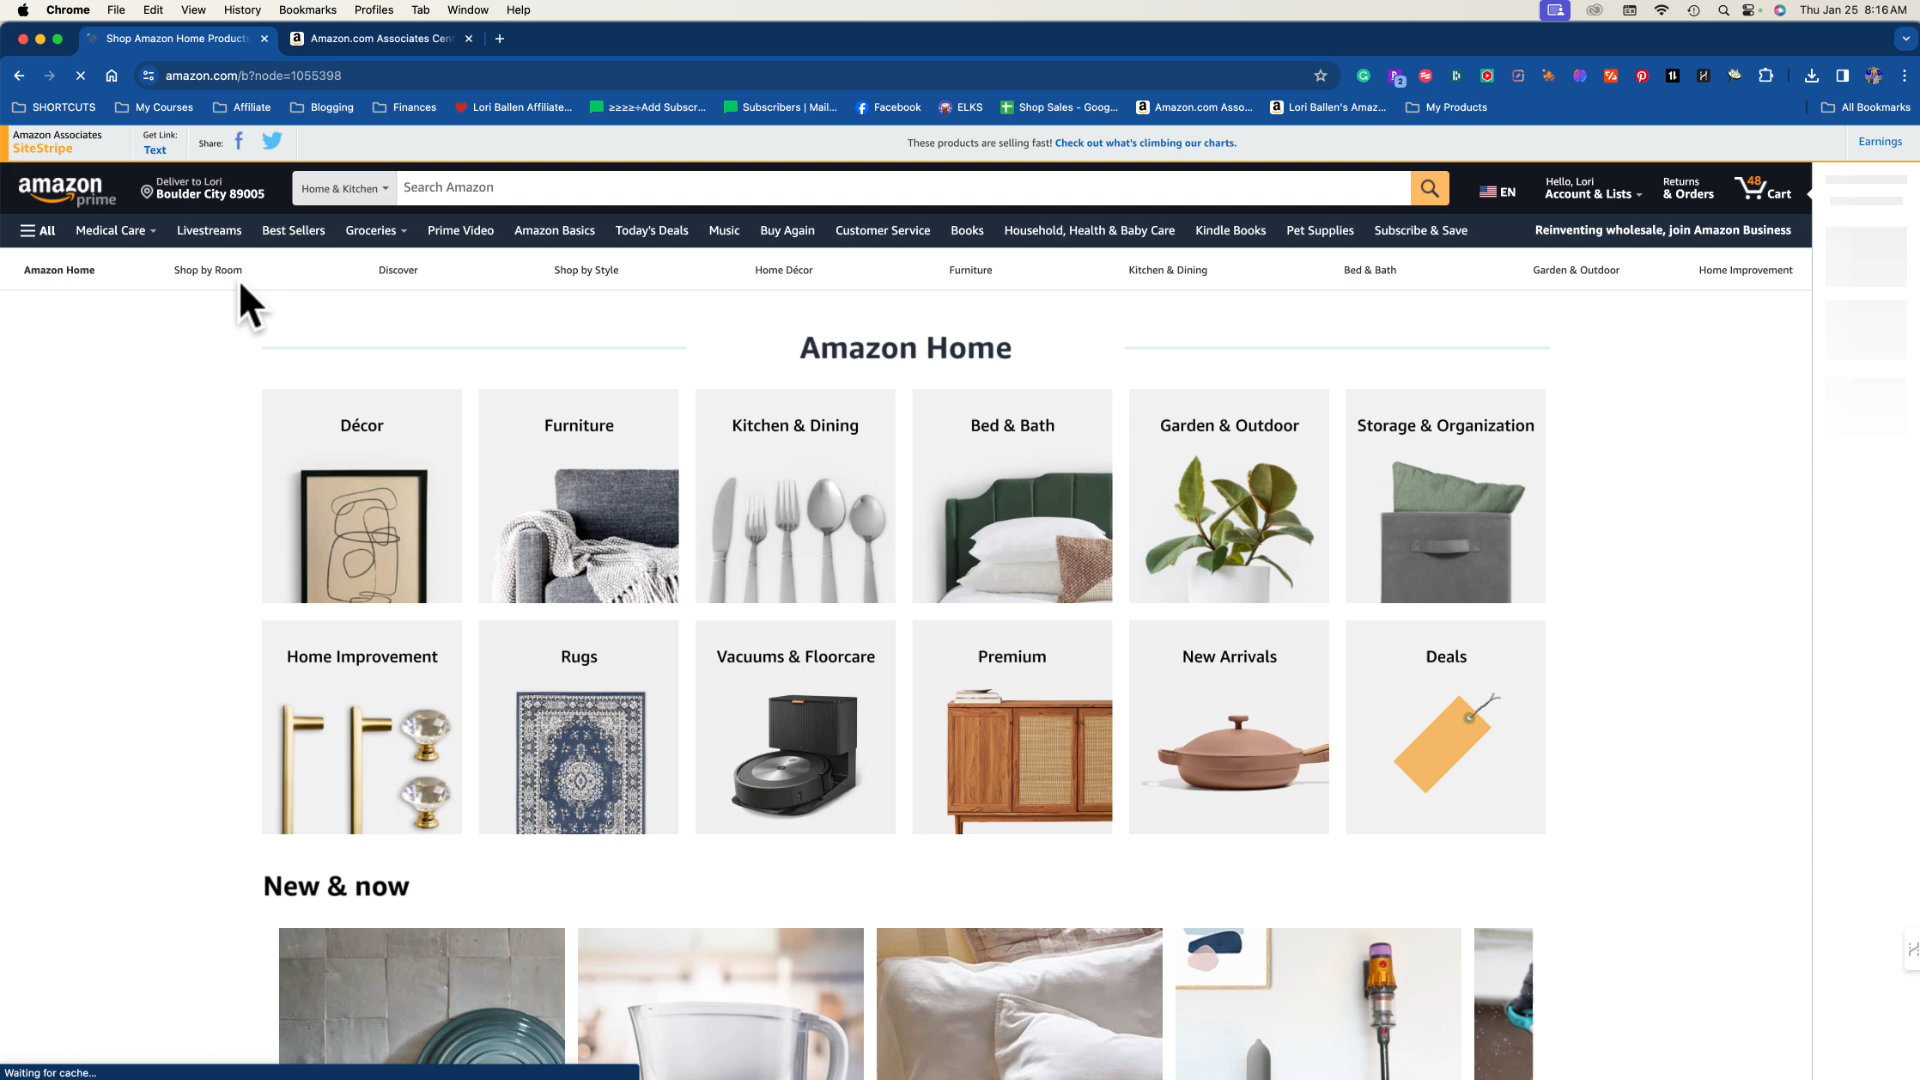 Chrome File Edit View History Bookmarks Profiles Tab Window Help Thu Jan 25 8:16 AM
Shop Amazon Home Products Amazon.com Associates Cen
amazon.com/b?node=1055398
SHORTCUTS My Courses Affiliate Blogging Finances Lori Ballen Affiliate... ≥≥≥≥÷Add Subscr... Subscribers | Mail... Facebook ELKS Shop Sales - Goog... Amazon.com Asso... Lori Ballen's Amaz... My Products All Bookmarks
Amazon Associates
SiteStripe
Get Link:
Text
Share:
These products are selling fast! Check out what's climbing our charts.
Earnings
amazon prime
Deliver to Lori
Boulder City 89005
Home & Kitchen
Search Amazon
EN
Hello, Lori
Account & Lists
Returns
& Orders
48
Cart
All Medical Care Livestreams Best Sellers Groceries Prime Video Amazon Basics Today's Deals Music Buy Again Customer Service Books Household, Health & Baby Care Kindle Books Pet Supplies Subscribe & Save Reinventing wholesale, join Amazon Business
Amazon Home Shop by Room Discover Shop by Style Home Décor Furniture Kitchen & Dining Bed & Bath Garden & Outdoor Home Improvement
Amazon Home
Décor Furniture Kitchen & Dining Bed & Bath Garden & Outdoor Storage & Organization
Home Improvement Rugs Vacuums & Floorcare Premium New Arrivals Deals
New & now
Waiting for cache...